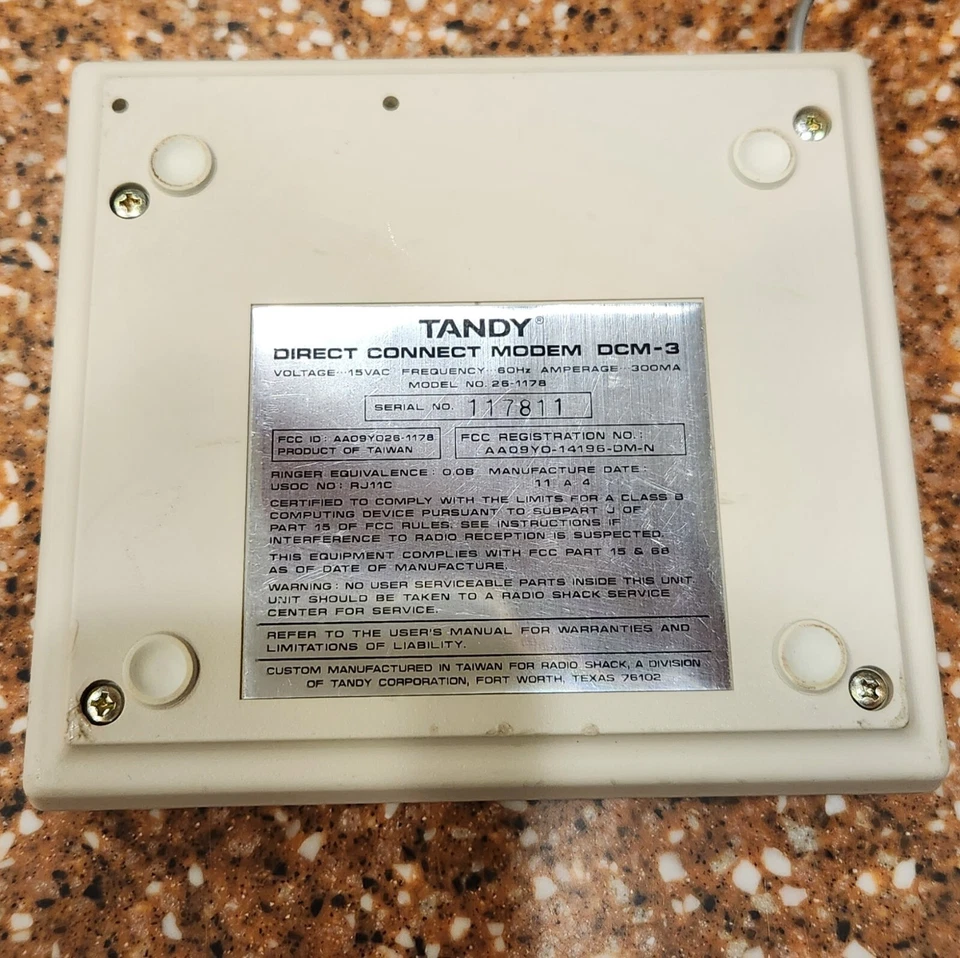 TANDY®
DIRECT CONNECT MODEM DCM-3
VOLTAGE···15VAC FREQUENCY···60Hz AMPERAGE···300MA
MODEL NO. 26-1178
SERIAL NO. 117811
FCC ID: AAO9YO26-1178
PRODUCT OF TAIWAN
FCC REGISTRATION NO.:
AAO9YO-14196-DM-N
RINGER EQUIVALENCE: 0.0B MANUFACTURE DATE:
USOC NO: RJ11C 11 A 4
CERTIFIED TO COMPLY WITH THE LIMITS FOR A CLASS B
COMPUTING DEVICE PURSUANT TO SUBPART J OF
PART 15 OF FCC RULES. SEE INSTRUCTIONS IF
INTERFERENCE TO RADIO RECEPTION IS SUSPECTED.
THIS EQUIPMENT COMPLIES WITH FCC PART 15 & 68
AS OF DATE OF MANUFACTURE.
WARNING: NO USER SERVICEABLE PARTS INSIDE THIS UNIT.
UNIT SHOULD BE TAKEN TO A RADIO SHACK SERVICE
CENTER FOR SERVICE.
REFER TO THE USER'S MANUAL FOR WARRANTIES AND
LIMITATIONS OF LIABILITY.
CUSTOM MANUFACTURED IN TAIWAN FOR RADIO SHACK, A DIVISION
OF TANDY CORPORATION, FORT WORTH, TEXAS 76102